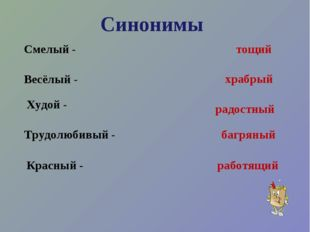 Синонимы
Смелый - тощий
Весёлый - храбрый
Худой - радостный
Трудолюбивый - багряный
Красный - работящий